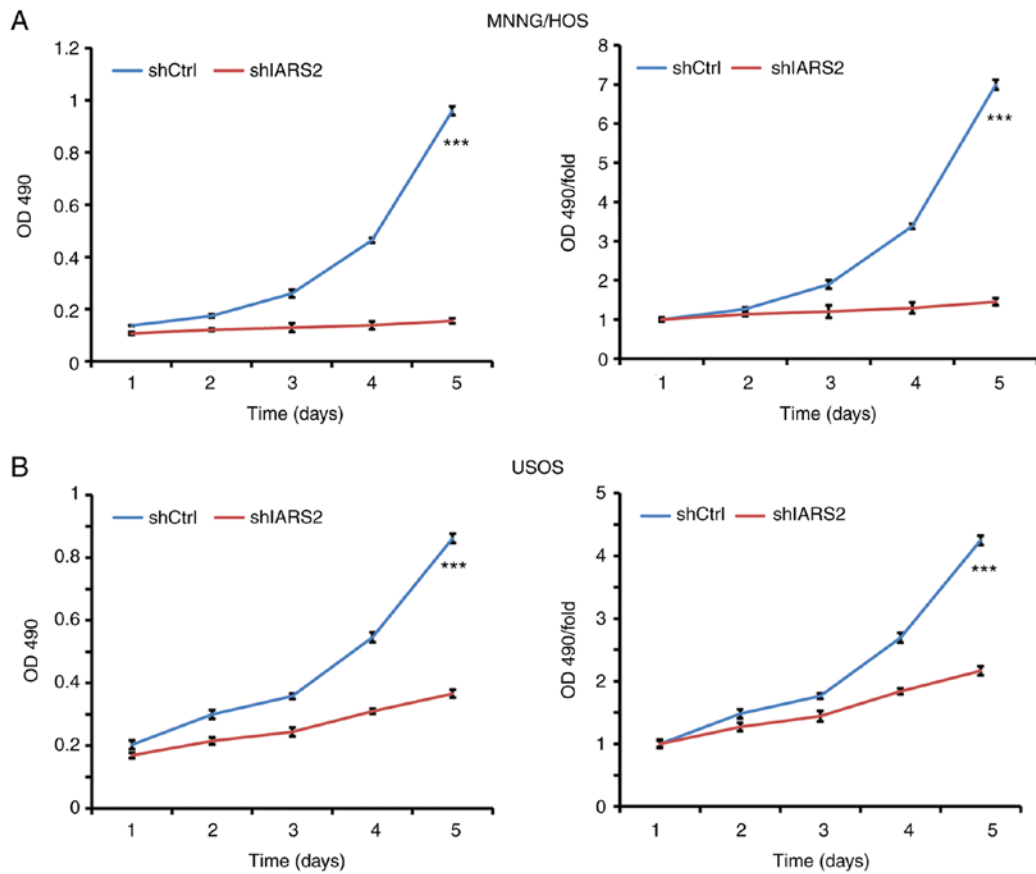 A
MNNG/HOS
shCtrl shIARS2
OD 490
1.2
1
0.8
0.6
0.4
0.2
0
***
1 2 3 4 5
Time (days)
OD 490/fold
8
7
6
5
4
3
2
1
0
shCtrl shIARS2
***
1 2 3 4 5
Time (days)
B
USOS
shCtrl shIARS2
OD 490
1
0.8
0.6
0.4
0.2
0
***
1 2 3 4 5
Time (days)
OD 490/fold
5
4
3
2
1
0
shCtrl shIARS2
***
1 2 3 4 5
Time (days)